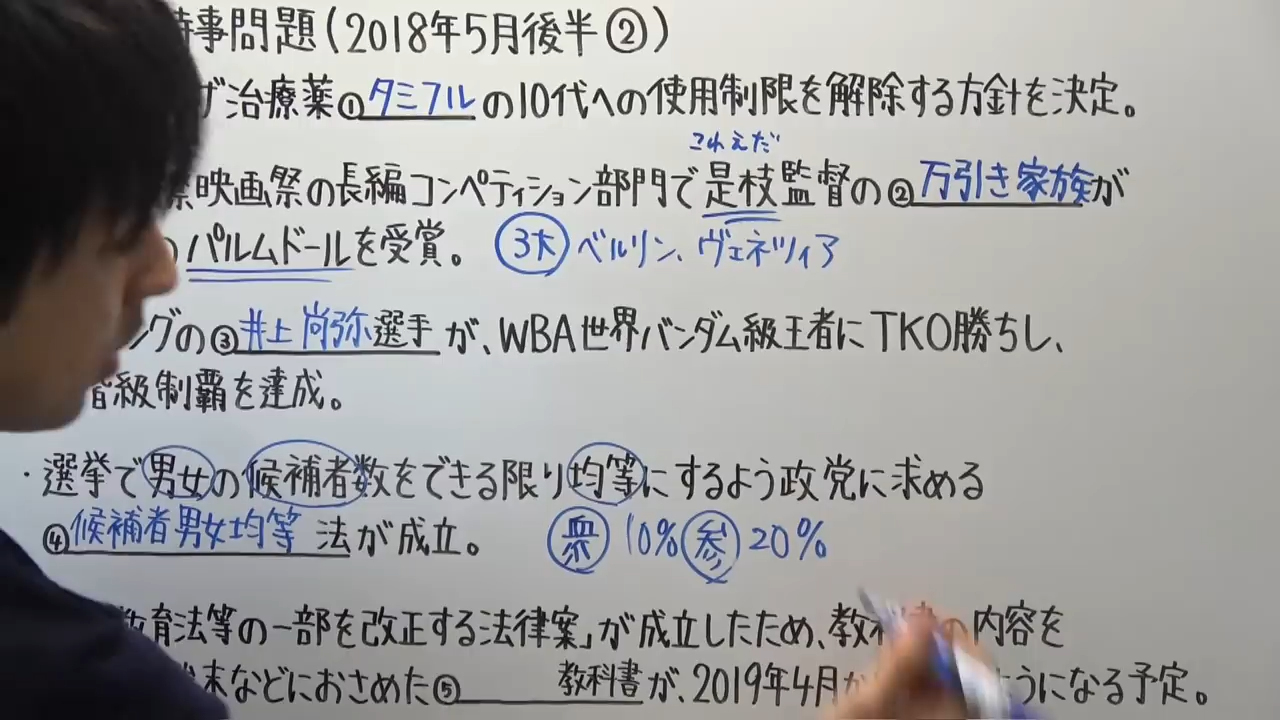 時事問題(2018年5月後半②)
治療薬①タミフルの10代への使用制限を解除する方針を決定。
これえだ
映画祭の長編コンペティション部門で是枝監督の②万引き家族が
パルムドールを受賞。 3大 ベルリン、ヴェネツィア
グの③井上尚弥選手が、WBA世界バンダム級王者にTKO勝ちし、
階級制覇を達成。
・選挙で男女の候補者数をできる限り均等にするよう政党に求める
④候補者男女均等法が成立。 衆 10% 参 20%
教育法等の一部を改正する法律案」が成立したため、教科書の内容を
端末などにおさめた⑤ 教科書が、2019年4月か ようになる予定。